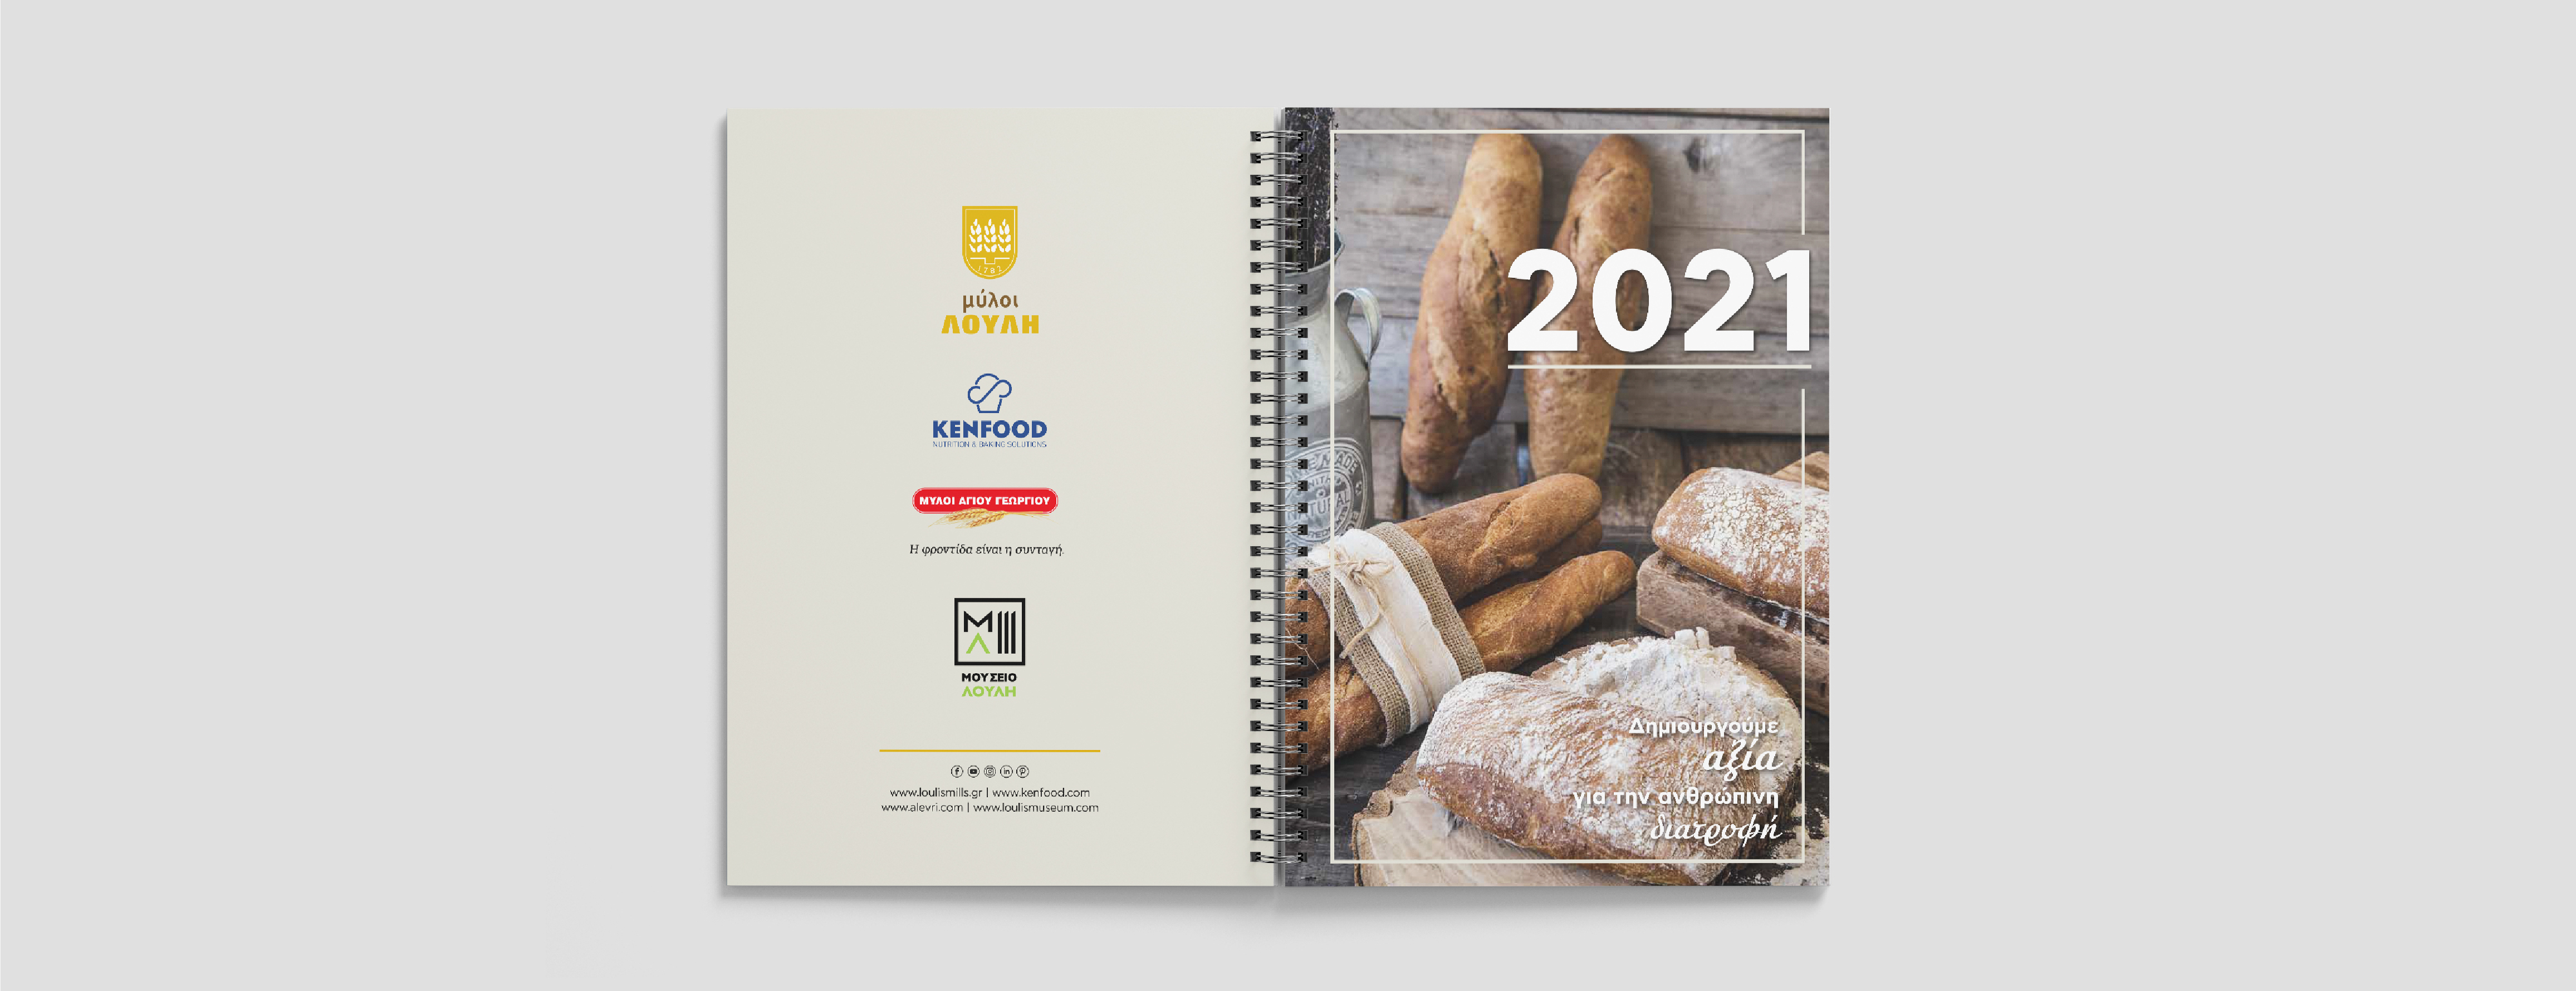 1782
μύλοι
ΛΟΥΛΗ
KENFOOD
NUTRITION & BAKING SOLUTIONS
ΜΥΛΟΙ ΑΓΙΟΥ ΓΕΩΡΓΙΟΥ
Η φροντίδα είναι η συνταγή.
ΜΟΥΣΕΙΟ
ΛΟΥΛΗ
www.loulismills.gr | www.kenfood.com
www.alevri.com | www.loulismuseum.com
2021
Δημιουργούμε
αξία
για την ανθρώπινη
διατροφή